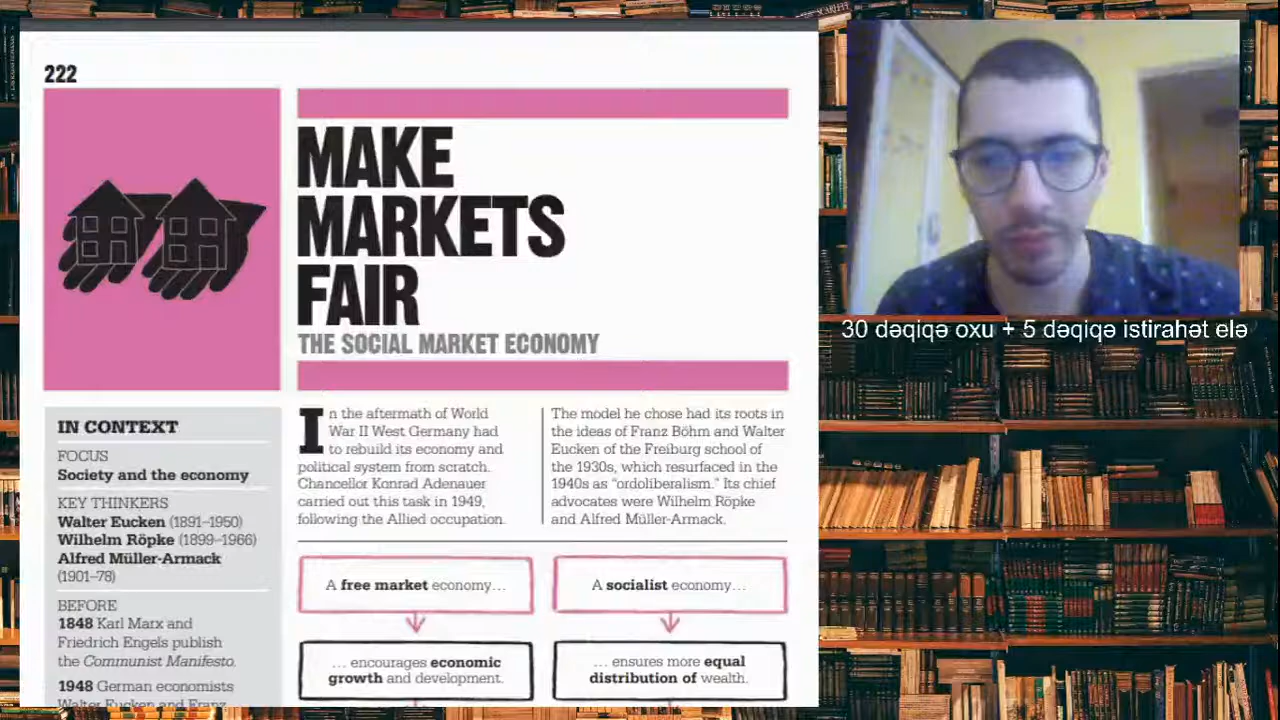 222
MAKE
MARKETS
FAIR
THE SOCIAL MARKET ECONOMY
IN CONTEXT
FOCUS
Society and the economy
KEY THINKERS
Walter Eucken (1891–1950)
Wilhelm Röpke (1899–1966)
Alfred Müller-Armack
(1901–78)
BEFORE
1848 Karl Marx and
Friedrich Engels publish
the Communist Manifesto.
1948 German economists
In the aftermath of World
War II West Germany had
to rebuild its economy and
political system from scratch.
Chancellor Konrad Adenauer
carried out this task in 1949,
following the Allied occupation.
The model he chose had its roots in
the ideas of Franz Böhm and Walter
Eucken of the Freiburg school of
the 1930s, which resurfaced in the
1940s as “ordoliberalism.” Its chief
advocates were Wilhelm Röpke
and Alfred Müller-Armack.
A free market economy…
… encourages economic
growth and development.
A socialist economy…
… ensures more equal
distribution of wealth.
30 dəqiqə oxu + 5 dəqiqə istirahət elə